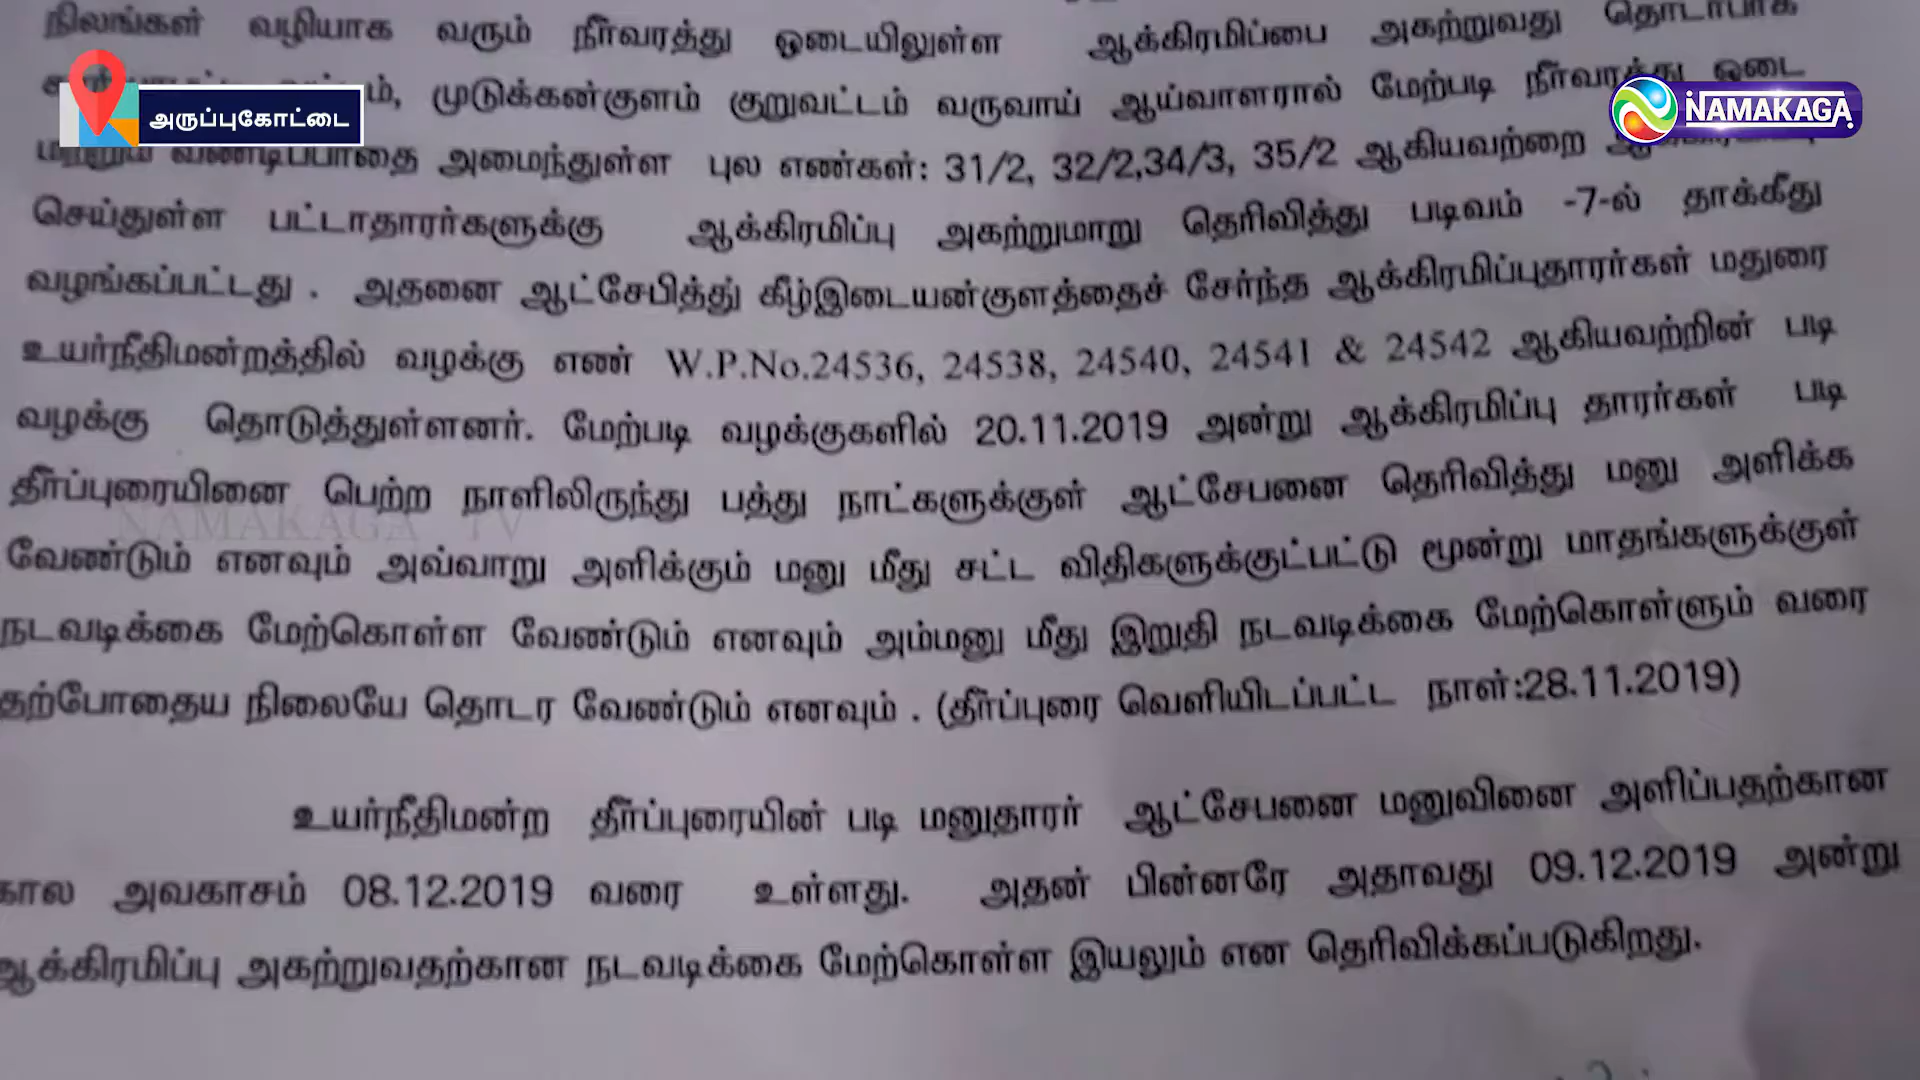 நிலங்கள் வழியாக வரும் நீர்வரத்து ஓடையிலுள்ள ஆக்கிரமிப்பை அகற்றுவது தொடர்பாக
முடுக்கன்குளம் குறுவட்டம் வருவாய் ஆய்வாளரால் மேற்படி நீர்வரத்து ஓடை
அருப்புகோட்டை
NAMAKAGA
மற்றும் வண்டிப்பாதை அமைந்துள்ள புல எண்கள்: 31/2, 32/2,34/3, 35/2 ஆகியவற்றை
செய்துள்ள பட்டாதாரர்களுக்கு ஆக்கிரமிப்பு அகற்றுமாறு தெரிவித்து படிவம் -7-ல் தாக்கீது
வழங்கப்பட்டது . அதனை ஆட்சேபித்து கீழ்இடையன்குளத்தைச் சேர்ந்த ஆக்கிரமிப்புதாரர்கள் மதுரை
உயர்நீதிமன்றத்தில் வழக்கு எண் W.P.No.24536, 24538, 24540, 24541 & 24542 ஆகியவற்றின் படி
வழக்கு தொடுத்துள்ளனர். மேற்படி வழக்குகளில் 20.11.2019 அன்று ஆக்கிரமிப்பு தாரர்கள் படி
தீர்ப்புரையினை பெற்ற நாளிலிருந்து பத்து நாட்களுக்குள் ஆட்சேபனை தெரிவித்து மனு அளிக்க
NAMAKAGA TV
வேண்டும் எனவும் அவ்வாறு அளிக்கும் மனு மீது சட்ட விதிகளுக்குட்பட்டு மூன்று மாதங்களுக்குள்
நடவடிக்கை மேற்கொள்ள வேண்டும் எனவும் அம்மனு மீது இறுதி நடவடிக்கை மேற்கொள்ளும் வரை
தற்போதைய நிலையே தொடர வேண்டும் எனவும் . (தீர்ப்புரை வெளியிடப்பட்ட நாள்:28.11.2019)
உயர்நீதிமன்ற தீர்ப்புரையின் படி மனுதாரர் ஆட்சேபனை மனுவினை அளிப்பதற்கான
கால அவகாசம் 08.12.2019 வரை உள்ளது. அதன் பின்னரே அதாவது 09.12.2019 அன்று
ஆக்கிரமிப்பு அகற்றுவதற்கான நடவடிக்கை மேற்கொள்ள இயலும் என தெரிவிக்கப்படுகிறது.